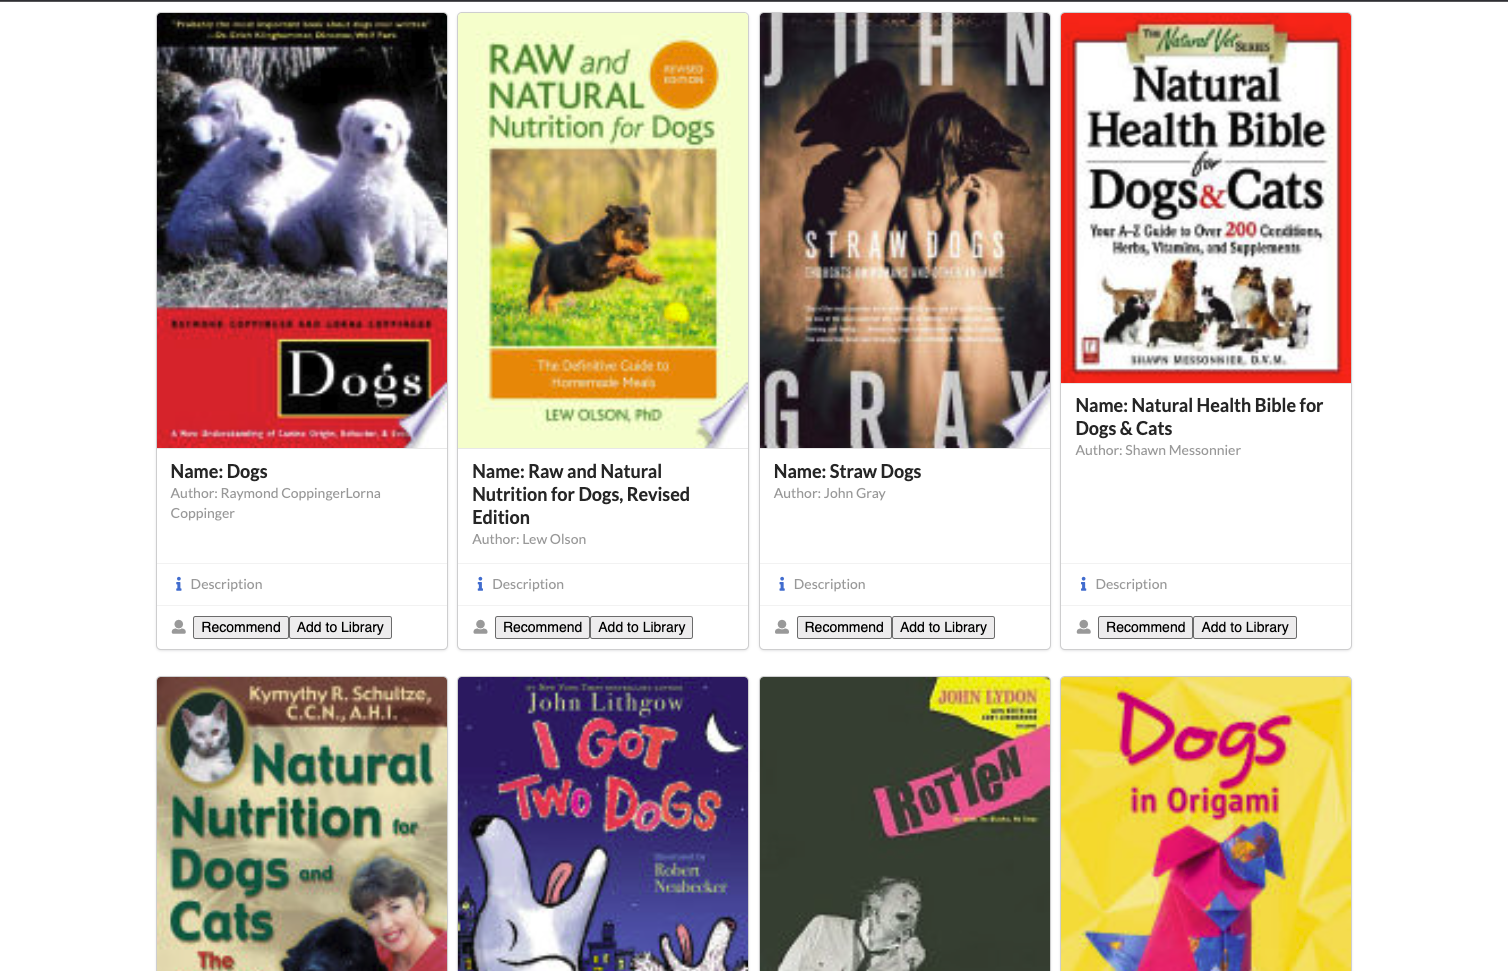 "Probably the most important book about dogs ever written"
—Dr. Erich Klinghammer, Director, Wolf Park
RAYMOND COPPINGER AND LORNA COPPINGER
Dogs
A New Understanding of Canine Origin, Behavior, &
RAW and
NATURAL
Nutrition for Dogs
REVISED
EDITION
The Definitive Guide to
Homemade Meals
LEW OLSON, PhD
JOHN
STRAW DOGS
THOUGHTS ON HUMANS AND OTHER ANIMALS
GRAY
THE Natural Vet SERIES
Natural
Health Bible
for
Dogs & Cats
Your A–Z Guide to Over 200 Conditions,
Herbs, Vitamins, and Supplements
SHAWN MESSONNIER, D.V.M.
Name: Dogs
Author: Raymond CoppingerLorna
Coppinger
Description
Recommend Add to Library
Name: Raw and Natural
Nutrition for Dogs, Revised
Edition
Author: Lew Olson
Description
Recommend Add to Library
Name: Straw Dogs
Author: John Gray
Description
Recommend Add to Library
Name: Natural Health Bible for
Dogs & Cats
Author: Shawn Messonnier
Description
Recommend Add to Library
Kymythy R. Schultze,
C.C.N., A.H.I.
Natural
Nutrition for
Dogs and
Cats
The
John Lithgow
I GOT
TWO DOGS
Illustrated by
Robert
Neubecker
JOHN LYDON
ROTTEN
Dogs
in Origami